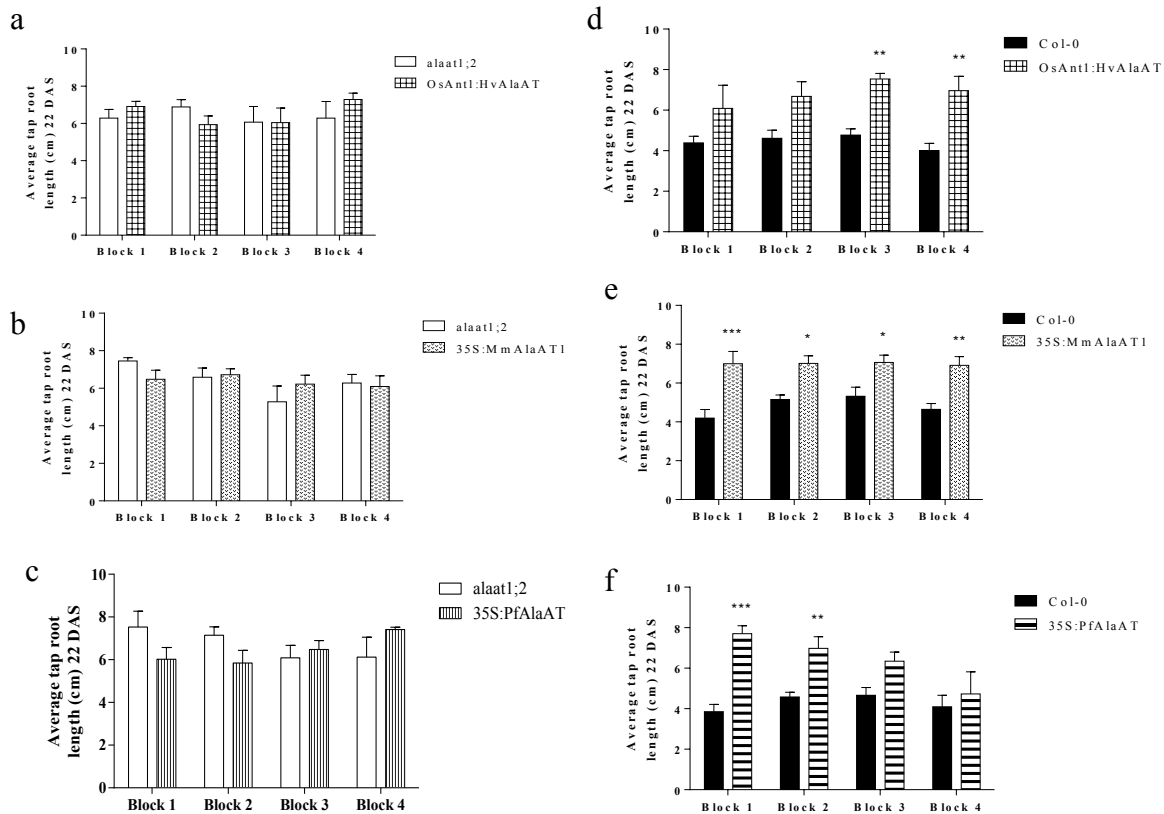 a
alaat1;2
OsAnt1:HvAlaAT
Average tap root
length (cm) 22 DAS
10
8
6
4
2
0
Block 1 Block 2 Block 3 Block 4
b
alaat1;2
35S:MmAlaAT1
Average tap root
length (cm) 22 DAS
10
8
6
4
2
0
Block 1 Block 2 Block 3 Block 4
c
alaat1;2
35S:PfAlaAT
Average tap root
length (cm) 22 DAS
10
8
6
4
2
0
Block 1 Block 2 Block 3 Block 4
d
Col-0
OsAnt1:HvAlaAT
Average tap root
length (cm) 22 DAS
10
8
6
4
2
0
** **
Block 1 Block 2 Block 3 Block 4
e
Col-0
35S:MmAlaAT1
Average tap root
length (cm) 22 DAS
10
8
6
4
2
0
*** * * **
Block 1 Block 2 Block 3 Block 4
f
Col-0
35S:PfAlaAT
Average tap root
length (cm) 22 DAS
10
8
6
4
2
0
*** **
Block 1 Block 2 Block 3 Block 4